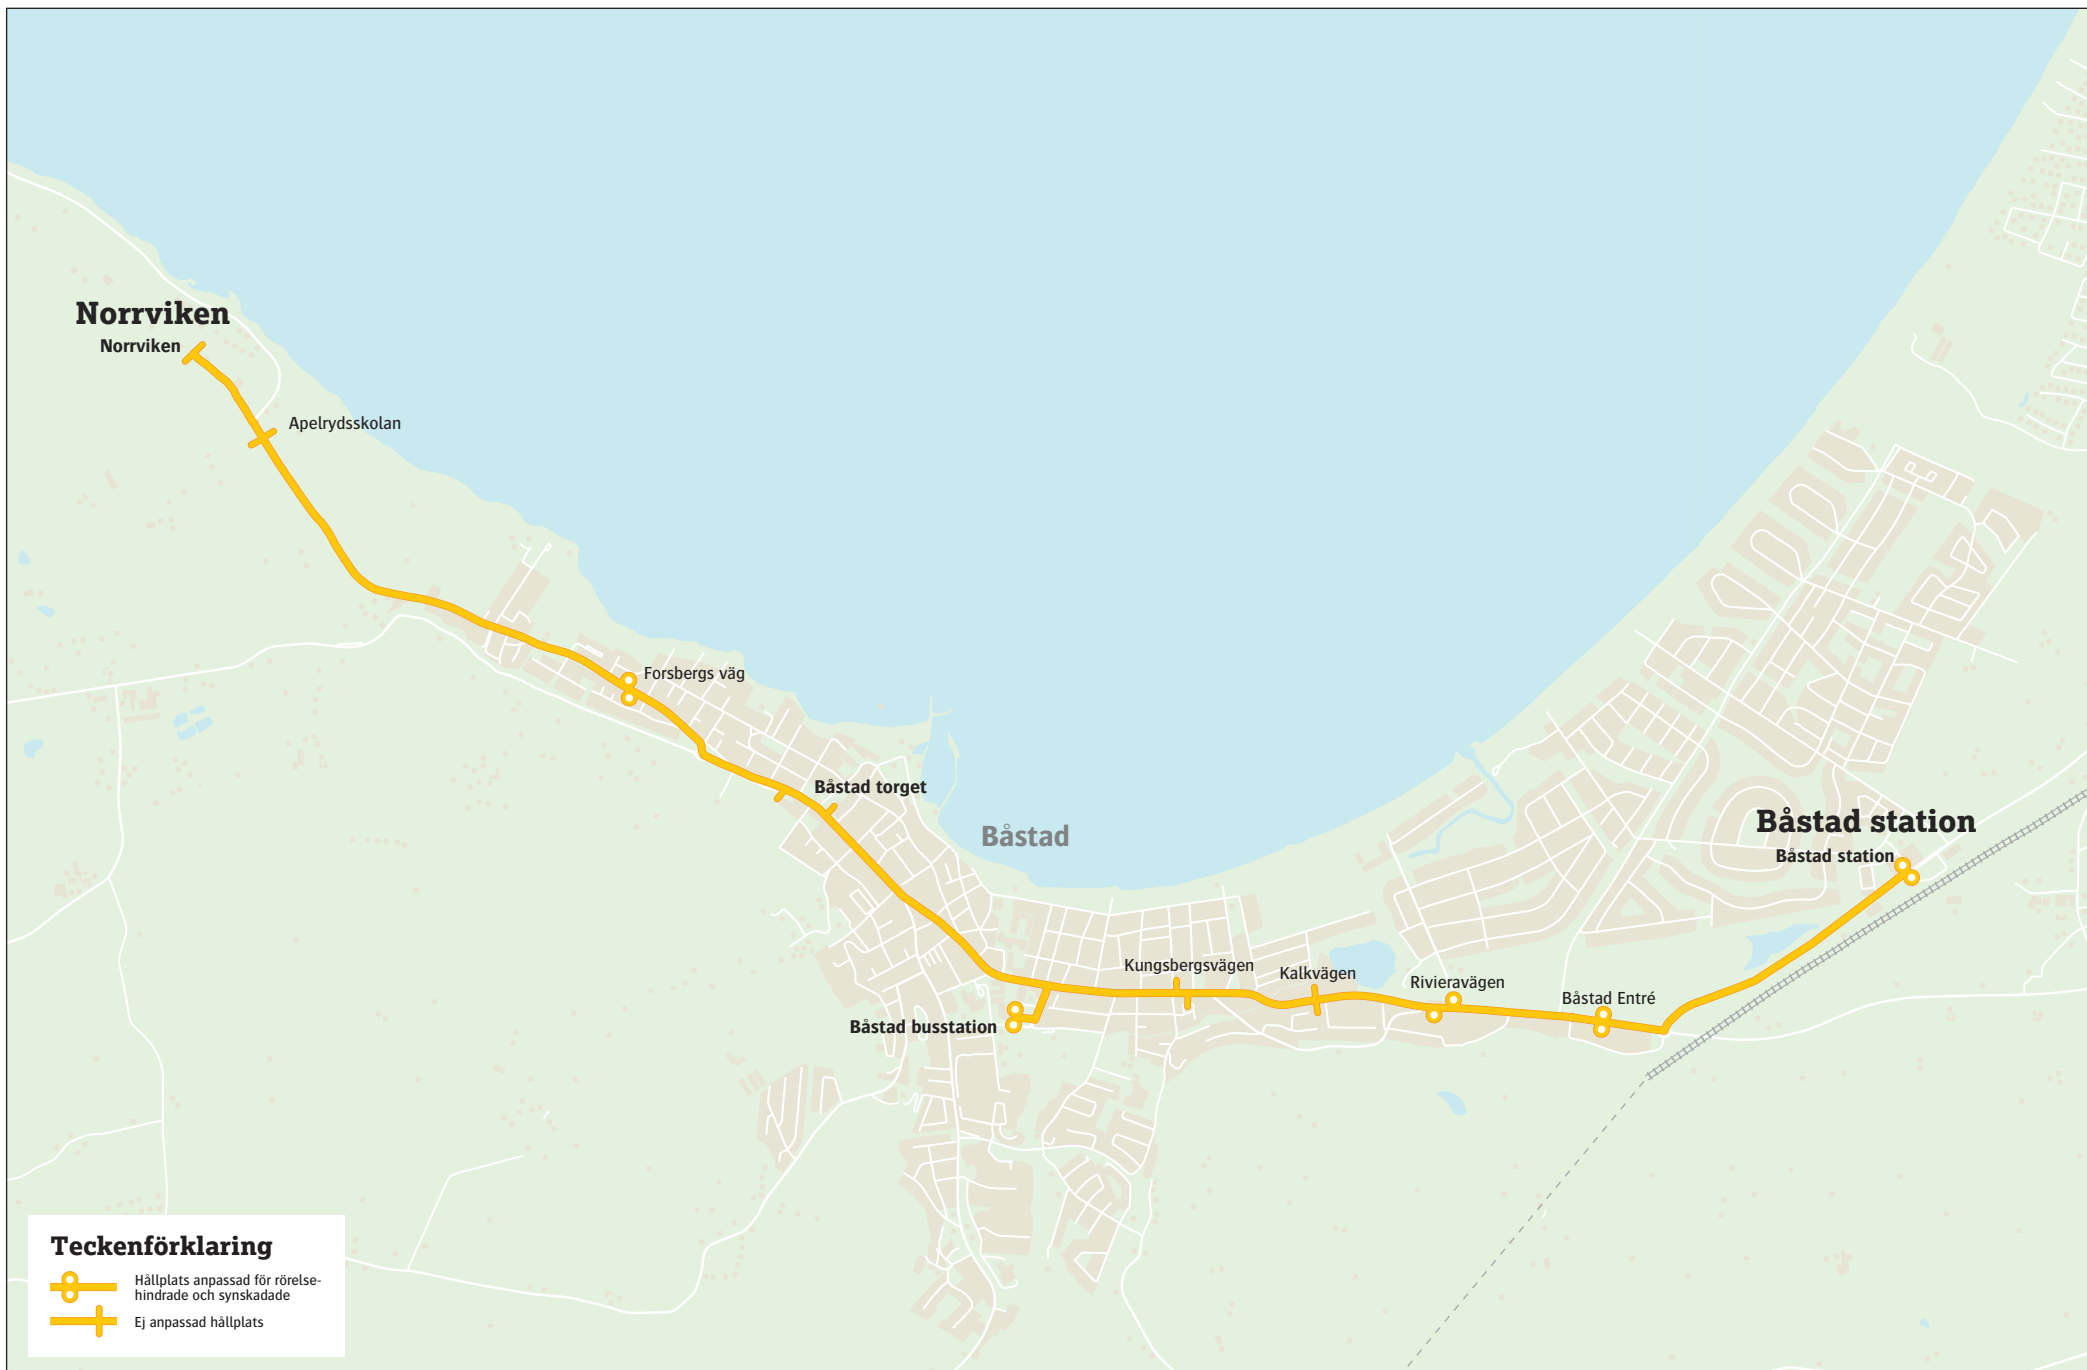 Norrviken
Norrviken
Apelrydsskolan
Forsbergs väg
Båstad torget
Båstad
Båstad station
Båstad station
Kungsbergsvägen
Kalkvägen
Rivieravägen
Båstad Entré
Båstad busstation
Teckenförklaring
Hållplats anpassad för rörelse-
hindrade och synskadade
Ej anpassad hållplats